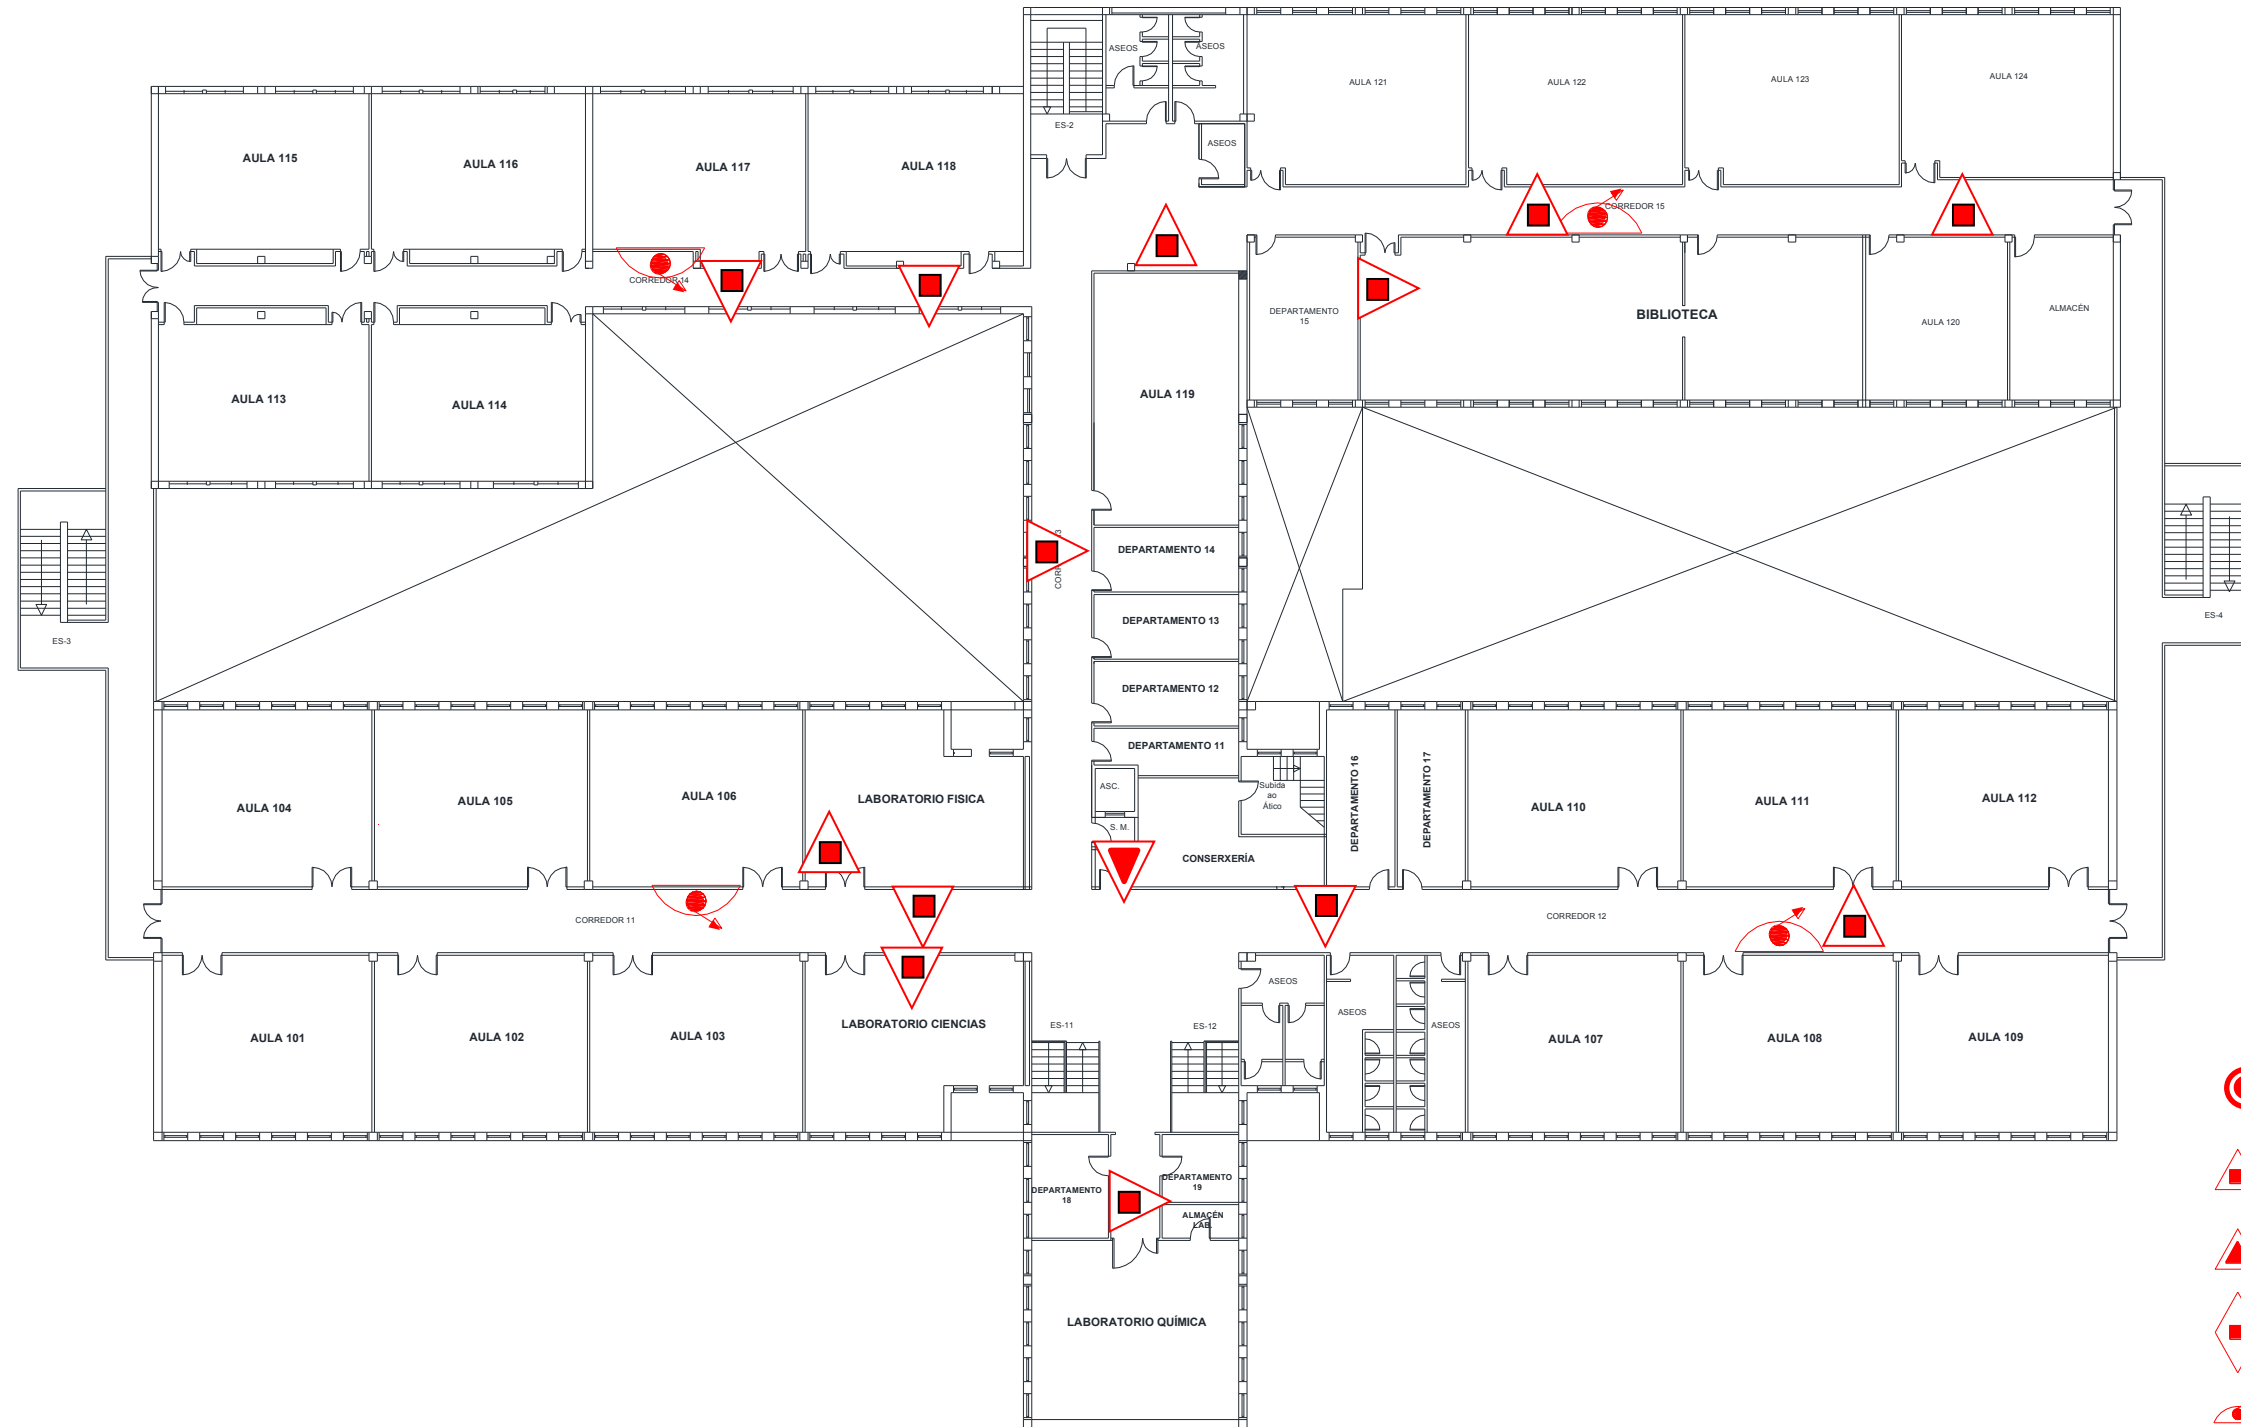 ASEOS
ASEOS
AULA 121
AULA 122
AULA 123
AULA 124
ES-2
ASEOS
AULA 115
AULA 116
AULA 117
AULA 118
CORREDOR 15
CORREDOR 14
DEPARTAMENTO
15
BIBLIOTECA
AULA 120
ALMACÉN
AULA 113
AULA 114
AULA 119
DEPARTAMENTO 14
DEPARTAMENTO 13
ES-3
ES-4
DEPARTAMENTO 12
DEPARTAMENTO 11
ASC.
Subida
ao
Ático
S. M.
CONSERXERÍA
DEPARTAMENTO 16
DEPARTAMENTO 17
AULA 104
AULA 105
AULA 106
LABORATORIO FISICA
AULA 110
AULA 111
AULA 112
CORREDOR 11
CORREDOR 12
ASEOS
ASEOS
ASEOS
ES-11
ES-12
AULA 101
AULA 102
AULA 103
LABORATORIO CIENCIAS
AULA 107
AULA 108
AULA 109
DEPARTAMENTO
18
DEPARTAMENTO
19
ALMACÉN
LAB.
LABORATORIO QUÍMICA